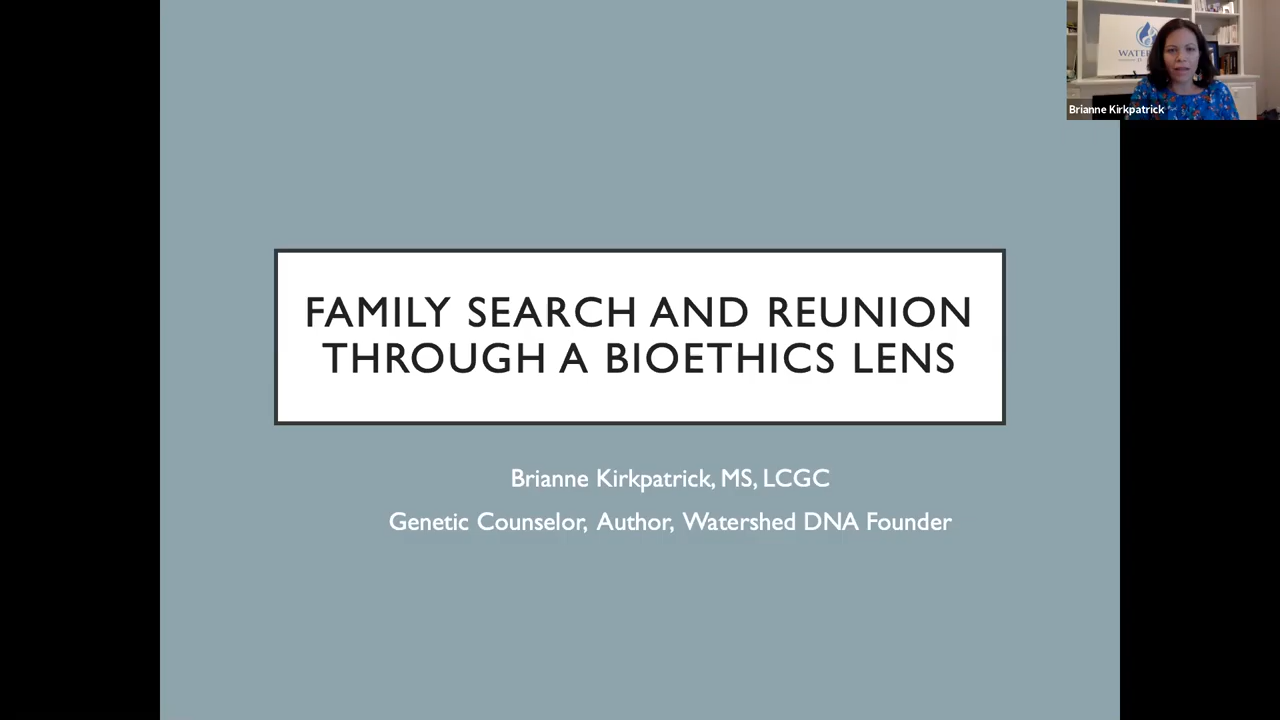 WATER
Brianne Kirkpatrick
FAMILY SEARCH AND REUNION
THROUGH A BIOETHICS LENS
Brianne Kirkpatrick, MS, LCGC
Genetic Counselor, Author, Watershed DNA Founder